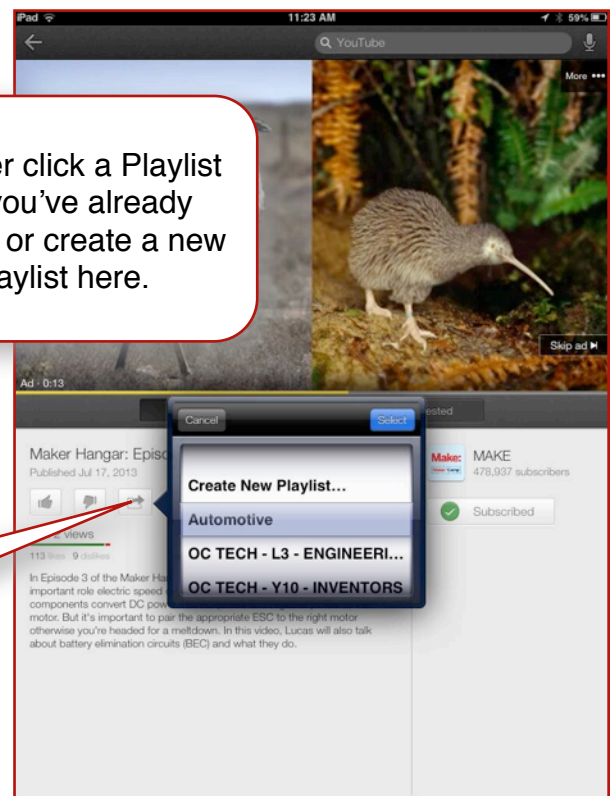 iPad 11:23 AM 59%
YouTube
More •••
er click a Playlist
you've already
or create a new
aylist here.
Skip ad
Ad · 0:13
ested
Cancel Select
Create New Playlist...
Automotive
OC TECH - L3 - ENGINEERI...
OC TECH - Y10 - INVENTORS
Maker Hangar: Episo
Published Jul 17, 2013
views
113 likes 9 dislikes
In Episode 3 of the Maker Ha
important role electric speed
components convert DC pow
motor. But it's important to pair the appropriate ESC to the right motor
otherwise you're headed for a meltdown. In this video, Lucas will also talk
about battery elimination circuits (BEC) and what they do.
Make:
MAKE
478,937 subscribers
Subscribed